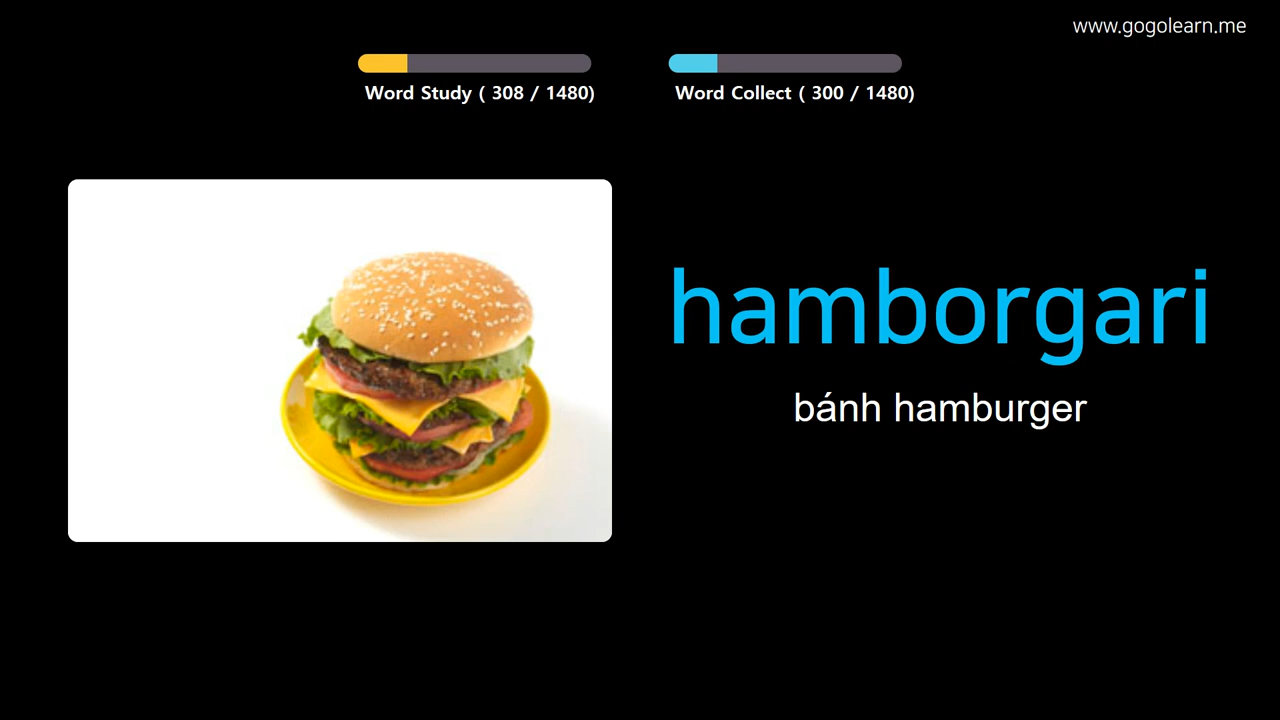 www.gogolearn.me
Word Study ( 308 / 1480)
Word Collect ( 300 / 1480)
hamborgari
bánh hamburger